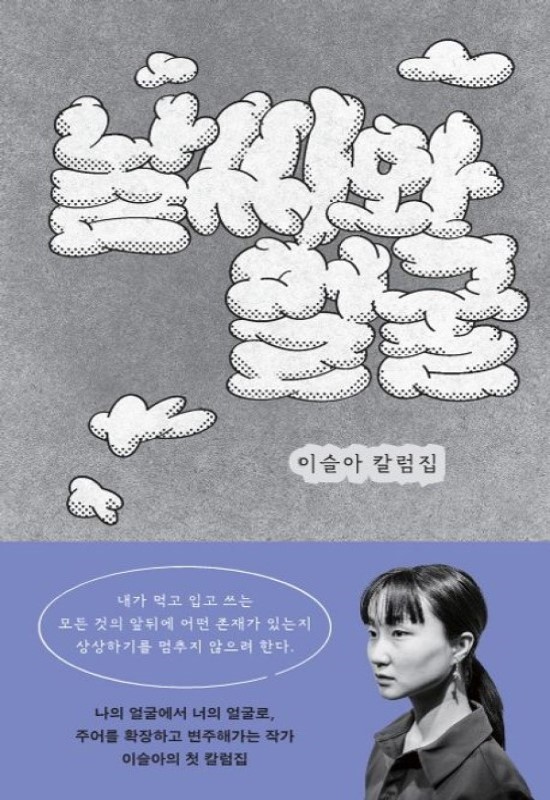 날씨와
얼굴
이슬아 칼럼집
내가 먹고 입고 쓰는
모든 것의 앞뒤에 어떤 존재가 있는지
상상하기를 멈추지 않으려 한다.
나의 얼굴에서 너의 얼굴로,
주어를 확장하고 변주해가는 작가
이슬아의 첫 칼럼집